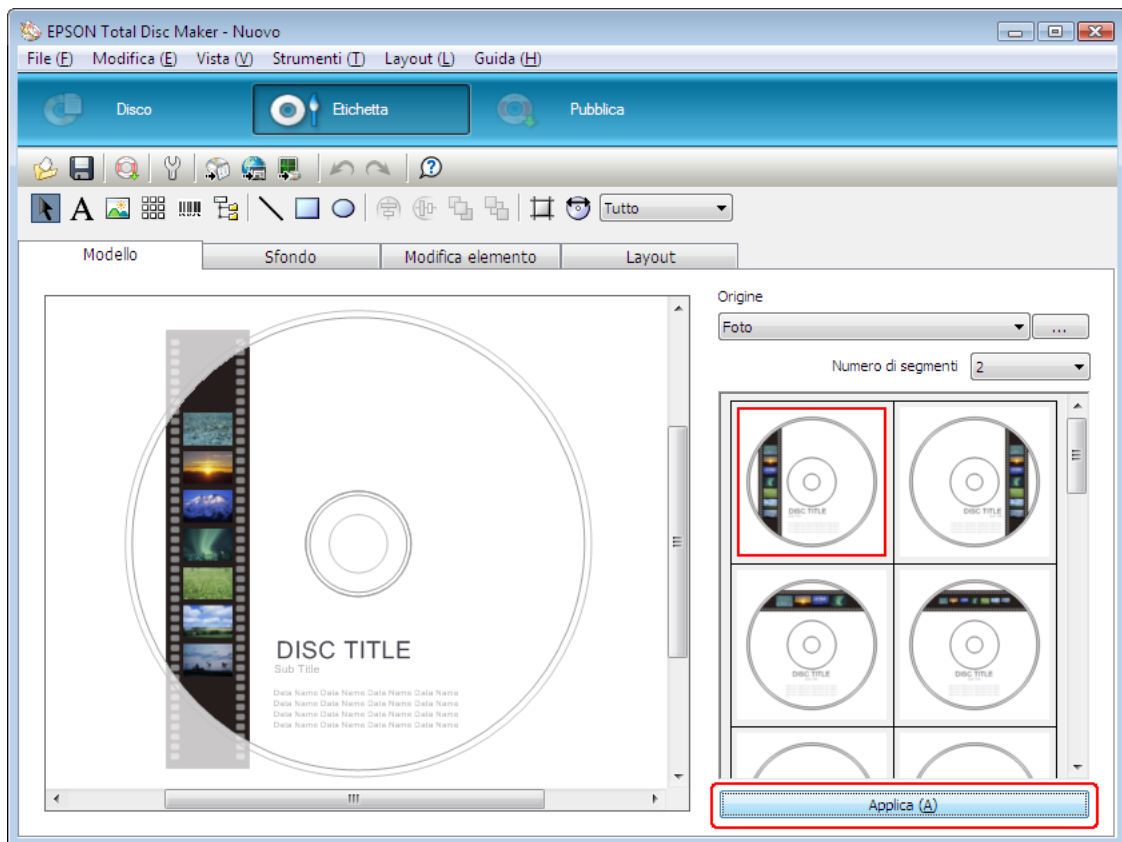 EPSON Total Disc Maker - Nuovo
File (F) Modifica (E) Vista (V) Strumenti (T) Layout (L) Guida (H)
Disco Etichetta Pubblica
Tutto
Modello Sfondo Modifica elemento Layout
Origine
Foto ...
Numero di segmenti 2
DISC TITLE
Sub Title
Data Name Data Name Data Name Data Name
Data Name Data Name Data Name Data Name
Data Name Data Name Data Name Data Name
Data Name Data Name Data Name Data Name
DISC TITLE
DISC TITLE
DISC TITLE
DISC TITLE
Applica (A)